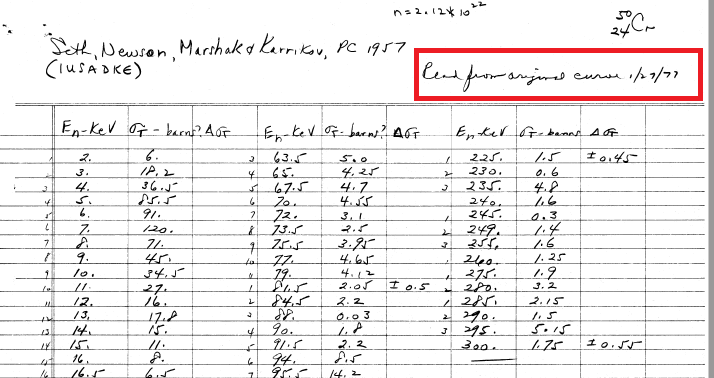 n = 2.12 * 10^22
50
24 Cr
Seth, Newson, Marshak & Karrikov, PC 1957
(IUSADKE)
Read from original curve 1/27/77
En-KeV σT-barns? ΔσT En-KeV σT-barns? ΔσT En-KeV σT-barns ΔσT
1 2. 6. 3 63.5 5.0 1 225. 1.5 ±0.45
2 3. 18.2 4 65. 4.25 2 230. 0.6
3 4. 36.5 5 67.5 4.7 3 235. 4.8
4 5. 85.5 6 70. 4.55 240. 1.6
5 6. 91. 7 72. 3.1 1 245. 0.3
6 7. 120. 8 73.5 2.5 2 249. 1.4
7 8. 71. 9 75.5 3.95 3 255. 1.6
8 9. 45. 10 77. 4.65 1 260. 1.25
9 10. 34.5 11 79. 4.12 1 275. 1.9
10 11. 27. 1 81.5 2.05 ±0.5 2 280. 3.2
11 12. 16. 2 84.5 2.2 1 285. 2.15
12 13. 17.8 3 88. 0.03 2 290. 1.5
13 14. 15. 4 90. 1.8 3 295. 5.15
14 15. 11. 5 91.5 2.2 300. 1.75 ±0.55
15 16. 8. 6 94. 8.5
16 16.5 6.5 7 95.5 14.2